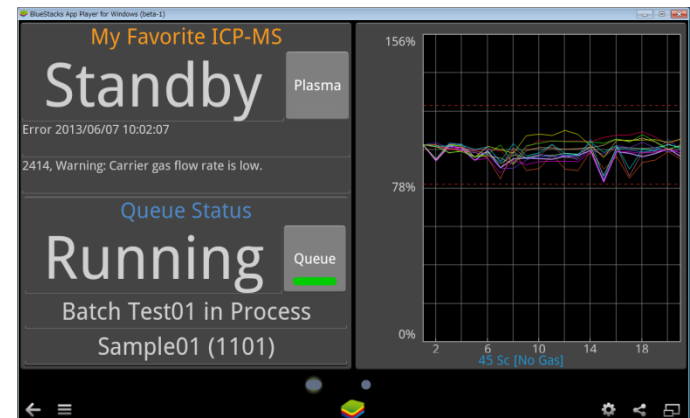 BlueStacks App Player for Windows (beta-1)
My Favorite ICP-MS
Standby
Plasma
Error 2013/06/07 10:02:07
2414, Warning: Carrier gas flow rate is low.
Queue Status
Running
Queue
Batch Test01 in Process
Sample01 (1101)
156%
78%
0%
2 6 10 14 18
45 Sc [No Gas]